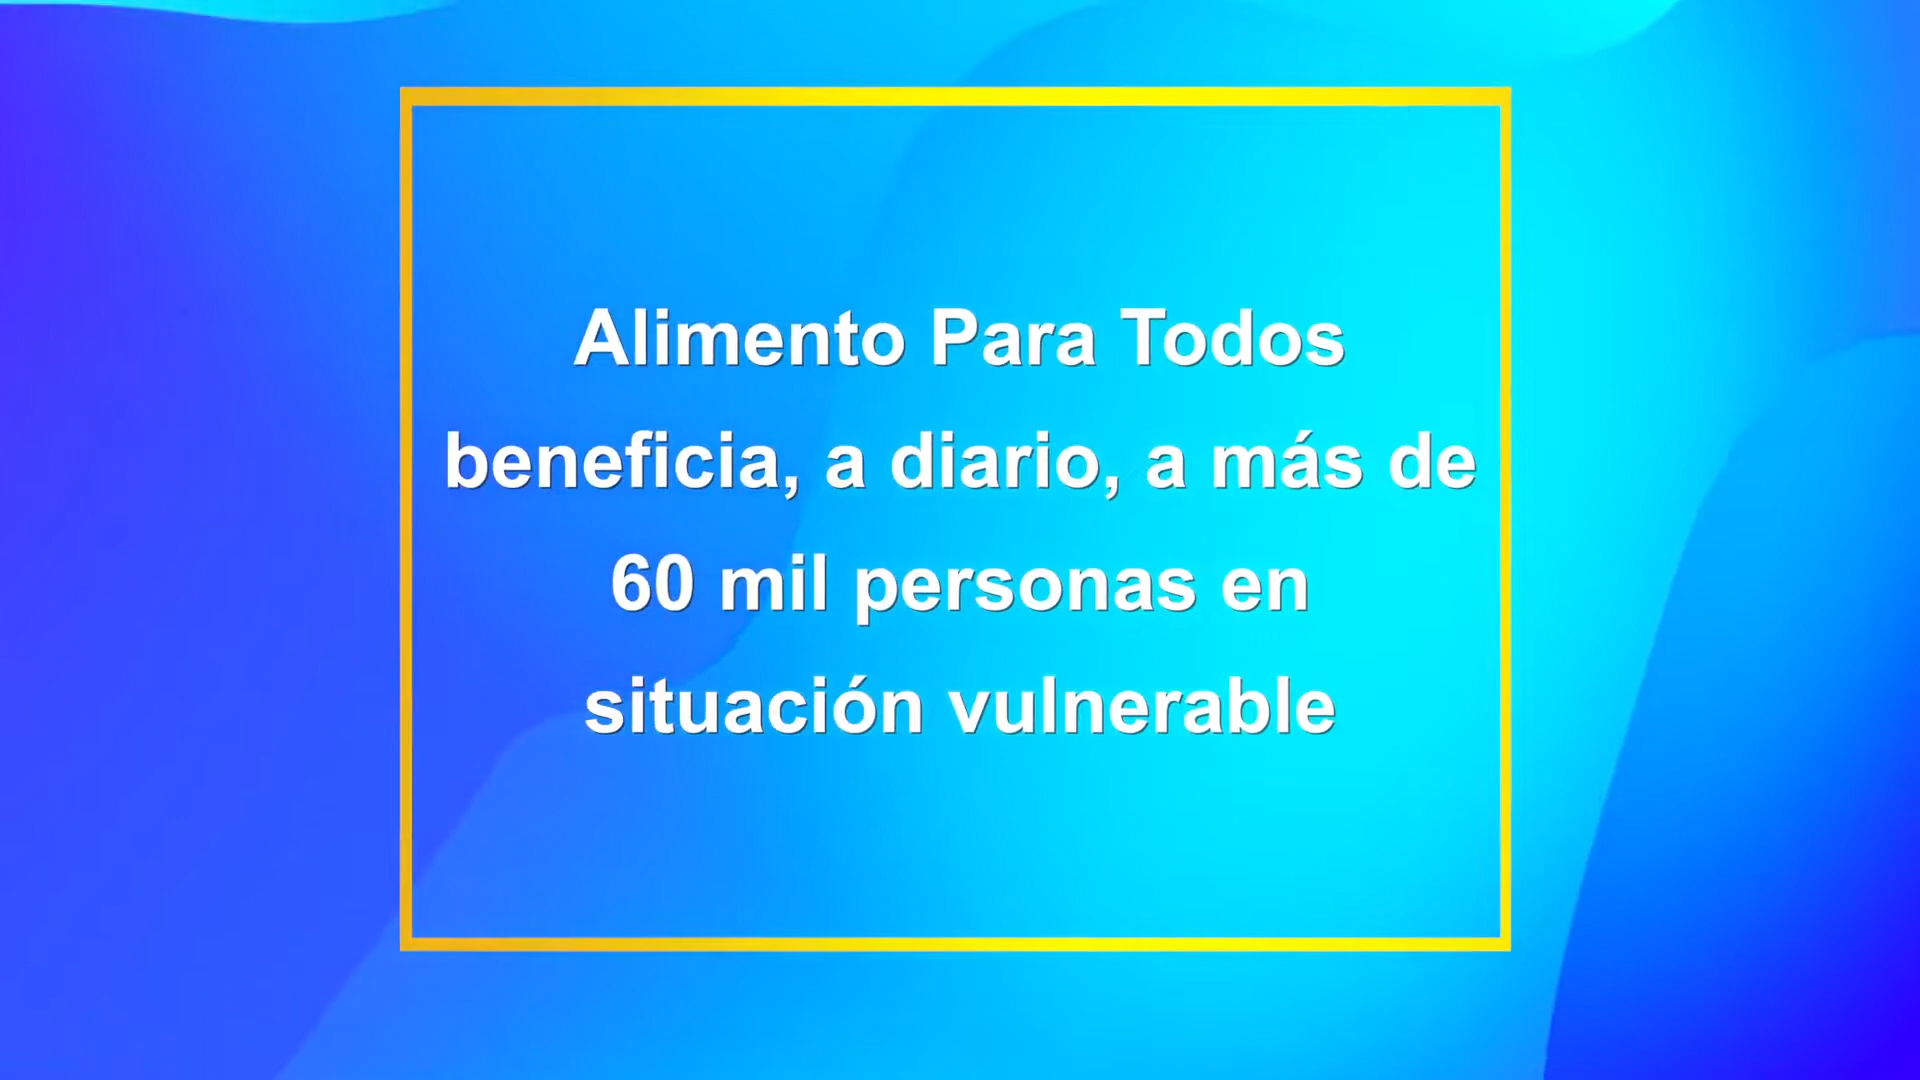 Alimento Para Todos
beneficia, a diario, a más de
60 mil personas en
situación vulnerable